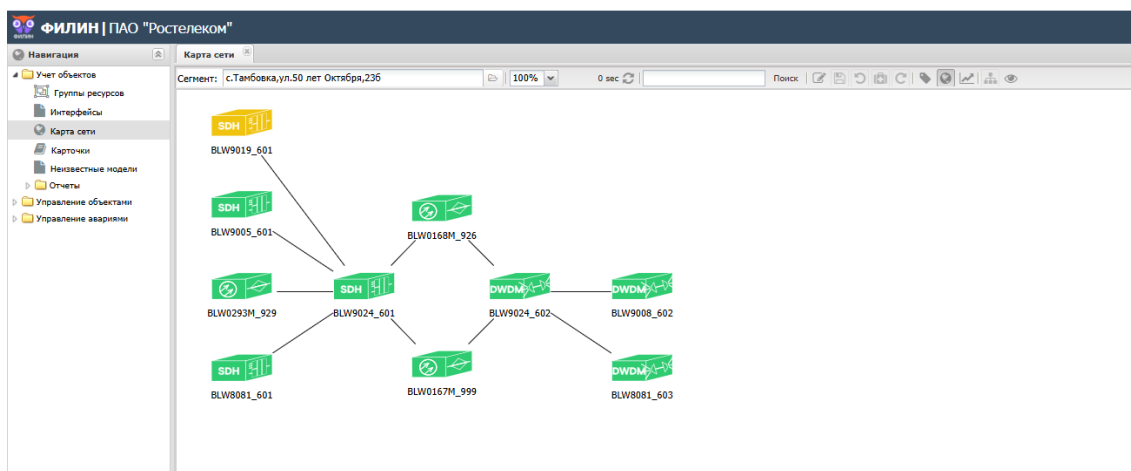 ФИЛИН | ПАО "Ростелеком"
ФИЛИН
Навигация
Карта сети
Учет объектов
Сегмент: с.Тамбовка,ул.50 лет Октября,23б 100% 0 sec Поиск
Группы ресурсов
Интерфейсы
Карта сети
Карточки
Неизвестные модели
Отчеты
Управление объектами
Управление авариями
SDH
BLW9019_601
SDH
BLW9005_601
BLW0168M_926
SDH
DWDM
DWDM
BLW0293M_929
BLW9024_601
BLW9024_602
BLW9008_602
SDH
DWDM
BLW8081_601
BLW0167M_999
BLW8081_603